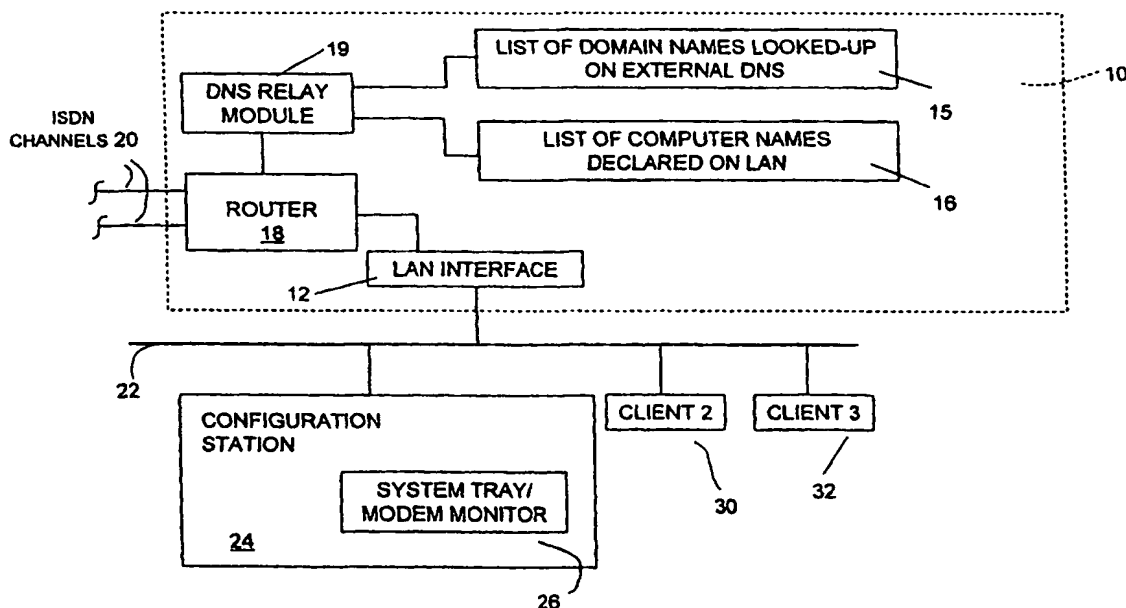 19
LIST OF DOMAIN NAMES LOOKED-UP
ON EXTERNAL DNS
10
DNS RELAY
MODULE
15
ISDN
CHANNELS 20
LIST OF COMPUTER NAMES
DECLARED ON LAN
16
ROUTER
18
LAN INTERFACE
12
22
CONFIGURATION
STATION
CLIENT 2
CLIENT 3
SYSTEM TRAY/
MODEM MONITOR
30
32
24
26